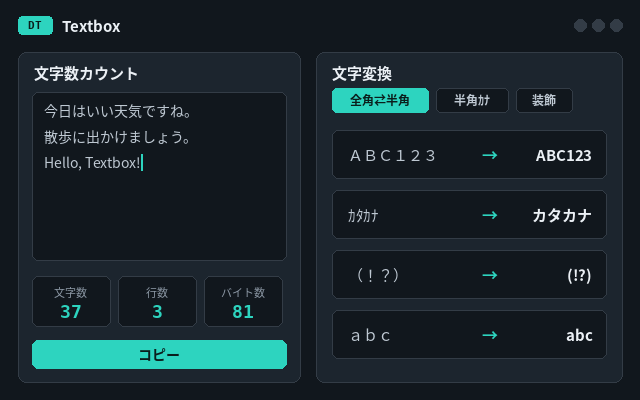 DT Textbox
文字数カウント
今日はいい天気ですね。
散歩に出かけましょう。
Hello, Textbox!
文字数 行数 バイト数
37 3 81
コピー
文字変換
全角⇄半角 半角ｶﾅ 装飾
ＡＢＣ１２３ → ABC123
ｶﾀｶﾅ → カタカナ
（！？） → (!?)
ａｂｃ → abc